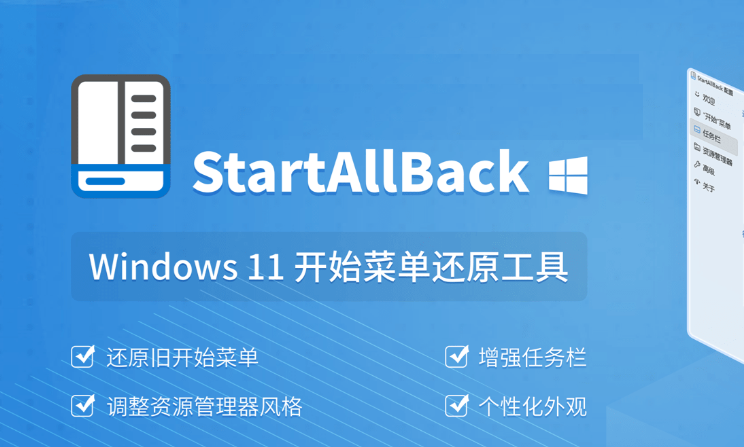 StartAllBack
Windows 11 开始菜单还原工具
还原旧开始菜单
增强任务栏
调整资源管理器风格
个性化外观
StartAllBack 配置
欢迎
"开始"菜单
任务栏
资源管理器
高级
关于